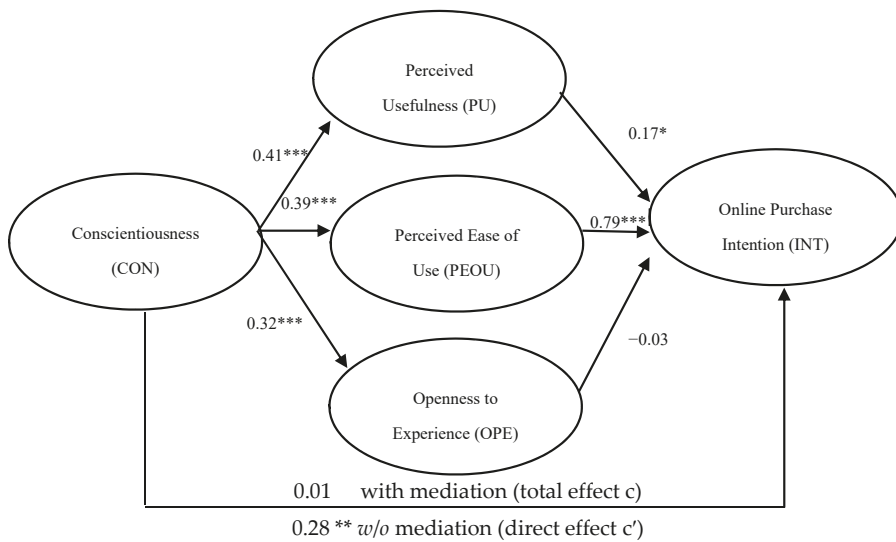 Perceived
Usefulness (PU)
0.17*
0.41***
0.39***
Conscientiousness
(CON)
Perceived Ease of
Use (PEOU)
0.79***
Online Purchase
Intention (INT)
0.32***
−0.03
Openness to
Experience (OPE)
0.01 with mediation (total effect c)
0.28 ** w/o mediation (direct effect c′)